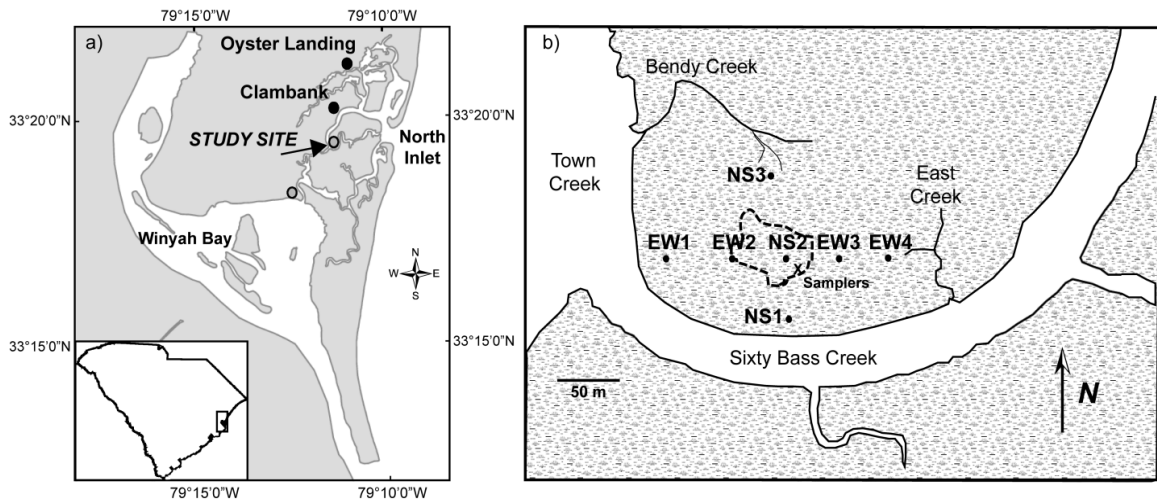 79°15'0"W
79°10'0"W
a)
Oyster Landing
Clambank
33°20'0"N
33°20'0"N
STUDY SITE
North
Inlet
Winyah Bay
N
W
E
S
33°15'0"N
33°15'0"N
79°15'0"W
79°10'0"W
b)
Bendy Creek
Town
Creek
NS3
East
Creek
EW1
EW2
NS2
EW3
EW4
x
Samplers
NS1
Sixty Bass Creek
50 m
N